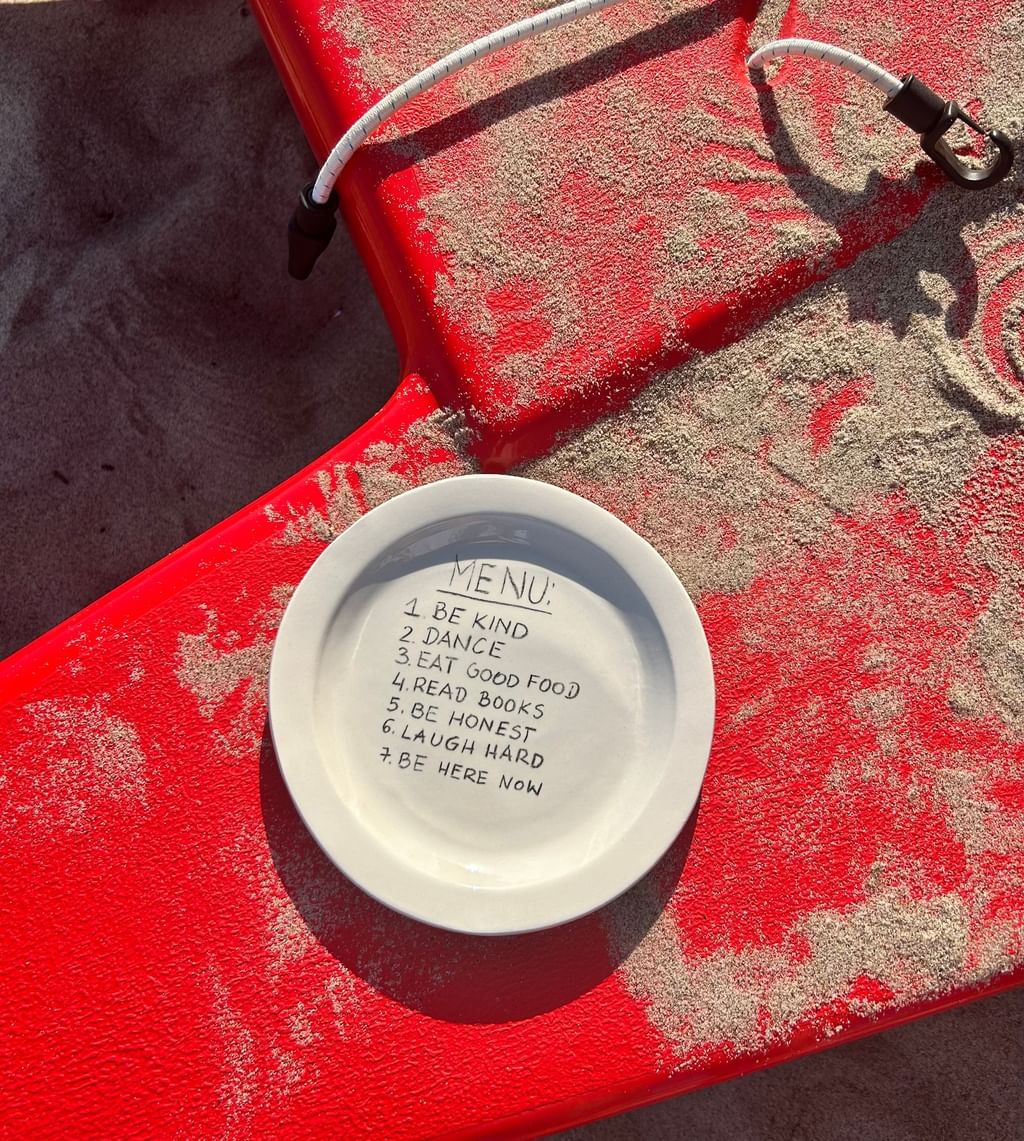 MENU:
1. BE KIND
2. DANCE
3. EAT GOOD FOOD
4. READ BOOKS
5. BE HONEST
6. LAUGH HARD
7. BE HERE NOW